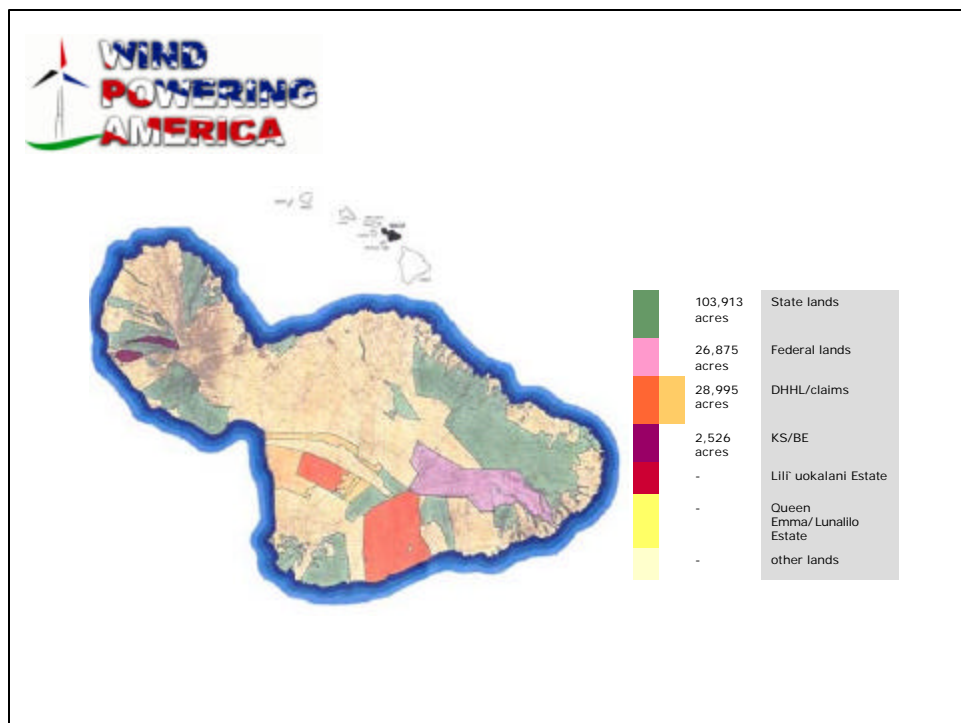 WIND
POWERING
AMERICA
103,913
acres
State lands
26,875
acres
Federal lands
28,995
acres
DHHL/claims
2,526
acres
KS/BE
-
Lili`uokalani Estate
-
Queen
Emma/Lunalilo
Estate
-
other lands